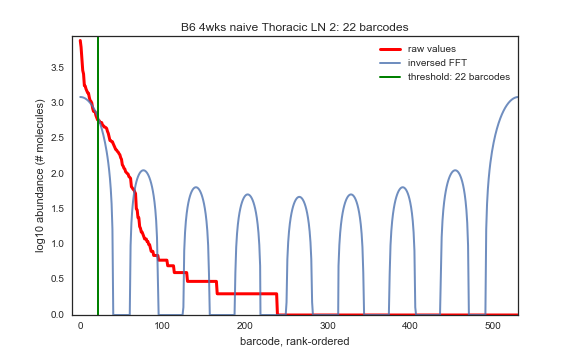 B6 4wks naive Thoracic LN 2: 22 barcodes
raw values
inversed FFT
threshold: 22 barcodes
log10 abundance (# molecules)
3.5
3.0
2.5
2.0
1.5
1.0
0.5
0.0
0 100 200 300 400 500
barcode, rank-ordered